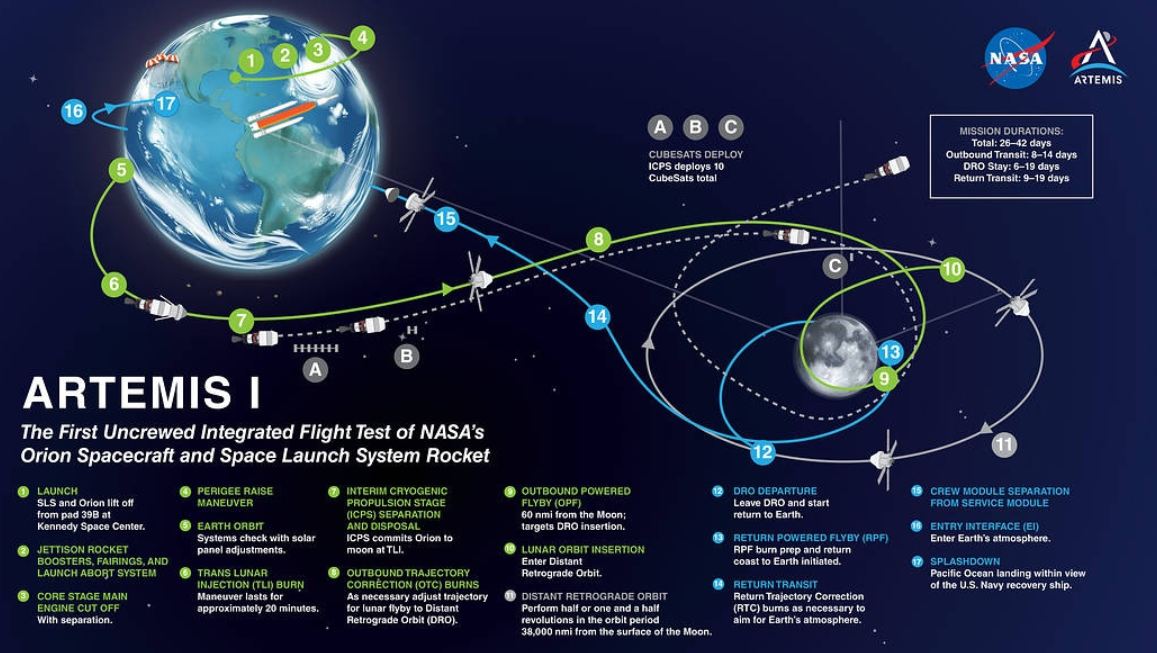 1
2
3
4
16
17
5
6
7
15
8
14
A
B
NASA
ARTEMIS
A B C
CUBESATS DEPLOY
ICPS deploys 10
CubeSats total
MISSION DURATIONS:
Total: 26–42 days
Outbound Transit: 8–14 days
DRO Stay: 6–19 days
Return Transit: 9–19 days
C
10
13
9
11
12
ARTEMIS I
The First Uncrewed Integrated Flight Test of NASA's
Orion Spacecraft and Space Launch System Rocket
1 LAUNCH
SLS and Orion lift off
from pad 39B at
Kennedy Space Center.
2 JETTISON ROCKET
BOOSTERS, FAIRINGS, AND
LAUNCH ABORT SYSTEM
3 CORE STAGE MAIN
ENGINE CUT OFF
With separation.
4 PERIGEE RAISE
MANEUVER
5 EARTH ORBIT
Systems check with solar
panel adjustments.
6 TRANS LUNAR
INJECTION (TLI) BURN
Maneuver lasts for
approximately 20 minutes.
7 INTERIM CRYOGENIC
PROPULSION STAGE
(ICPS) SEPARATION
AND DISPOSAL
ICPS commits Orion to
moon at TLI.
8 OUTBOUND TRAJECTORY
CORRECTION (OTC) BURNS
As necessary adjust trajectory
for lunar flyby to Distant
Retrograde Orbit (DRO).
9 OUTBOUND POWERED
FLYBY (OPF)
60 nmi from the Moon;
targets DRO insertion.
10 LUNAR ORBIT INSERTION
Enter Distant
Retrograde Orbit.
11 DISTANT RETROGRADE ORBIT
Perform half or one and a half
revolutions in the orbit period
38,000 nmi from the surface of the Moon.
12 DRO DEPARTURE
Leave DRO and start
return to Earth.
13 RETURN POWERED FLYBY (RPF)
RPF burn prep and return
coast to Earth initiated.
14 RETURN TRANSIT
Return Trajectory Correction
(RTC) burns as necessary to
aim for Earth's atmosphere.
15 CREW MODULE SEPARATION
FROM SERVICE MODULE
16 ENTRY INTERFACE (EI)
Enter Earth's atmosphere.
17 SPLASHDOWN
Pacific Ocean landing within view
of the U.S. Navy recovery ship.